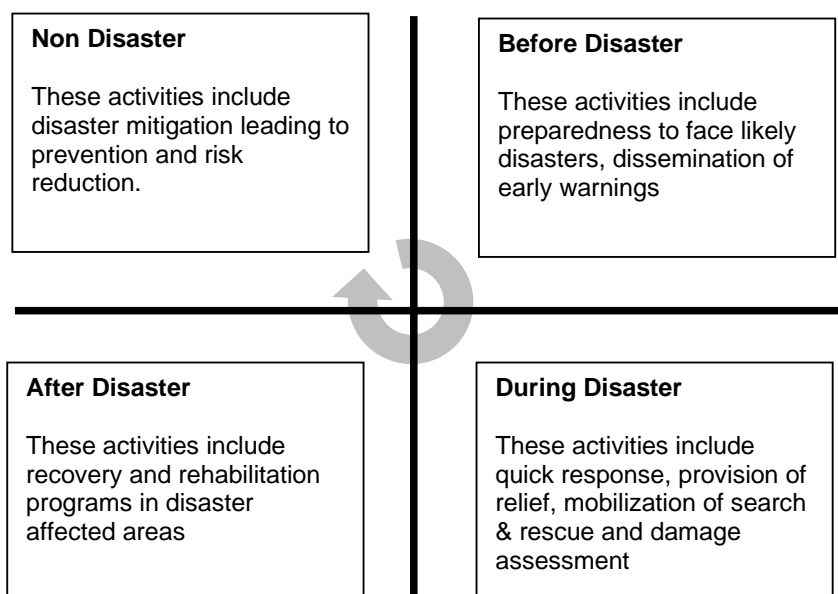 Non Disaster
These activities include
disaster mitigation leading to
prevention and risk
reduction.
Before Disaster
These activities include
preparedness to face likely
disasters, dissemination of
early warnings
After Disaster
These activities include
recovery and rehabilitation
programs in disaster
affected areas
During Disaster
These activities include
quick response, provision of
relief, mobilization of search
& rescue and damage
assessment